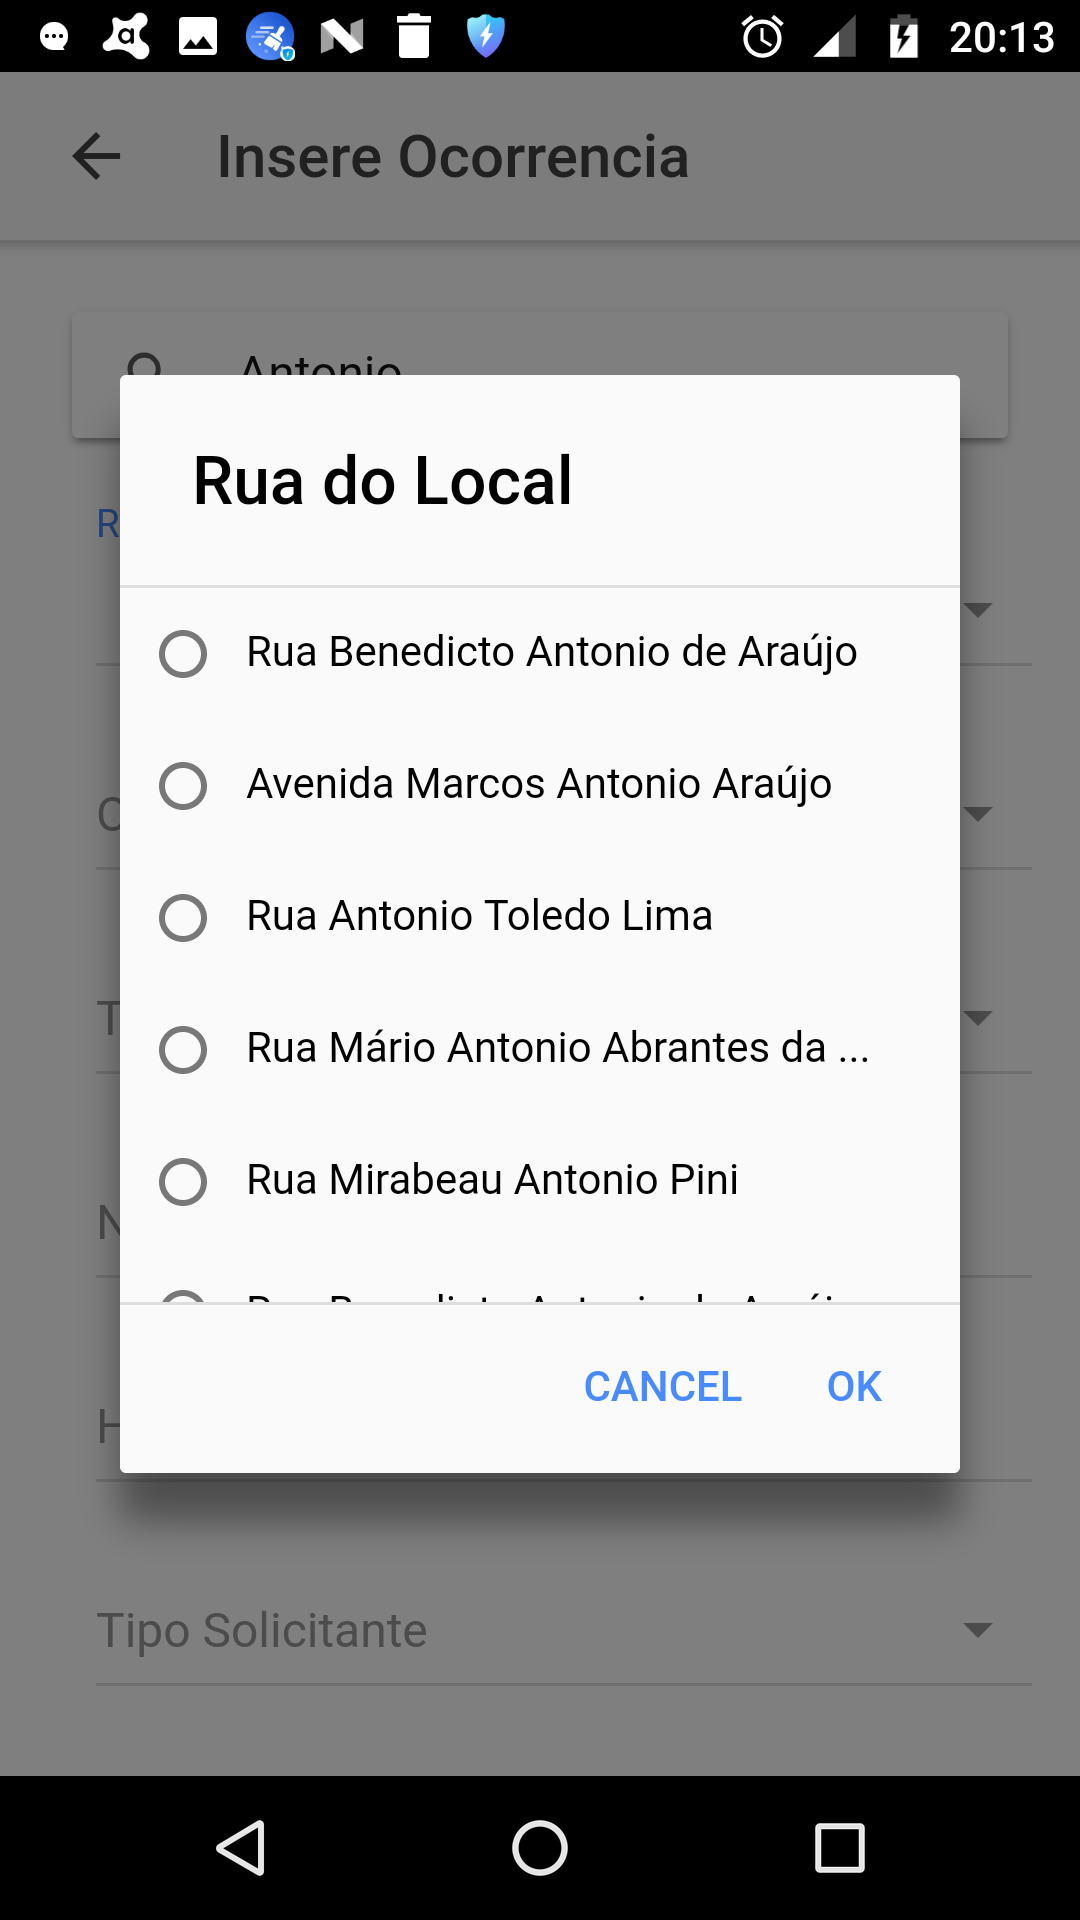 20:13
Insere Ocorrencia
Antonio
R
Rua do Local
Rua Benedicto Antonio de Araújo
Avenida Marcos Antonio Araújo
Rua Antonio Toledo Lima
Rua Mário Antonio Abrantes da ...
Rua Mirabeau Antonio Pini
CANCEL
OK
Tipo Solicitante